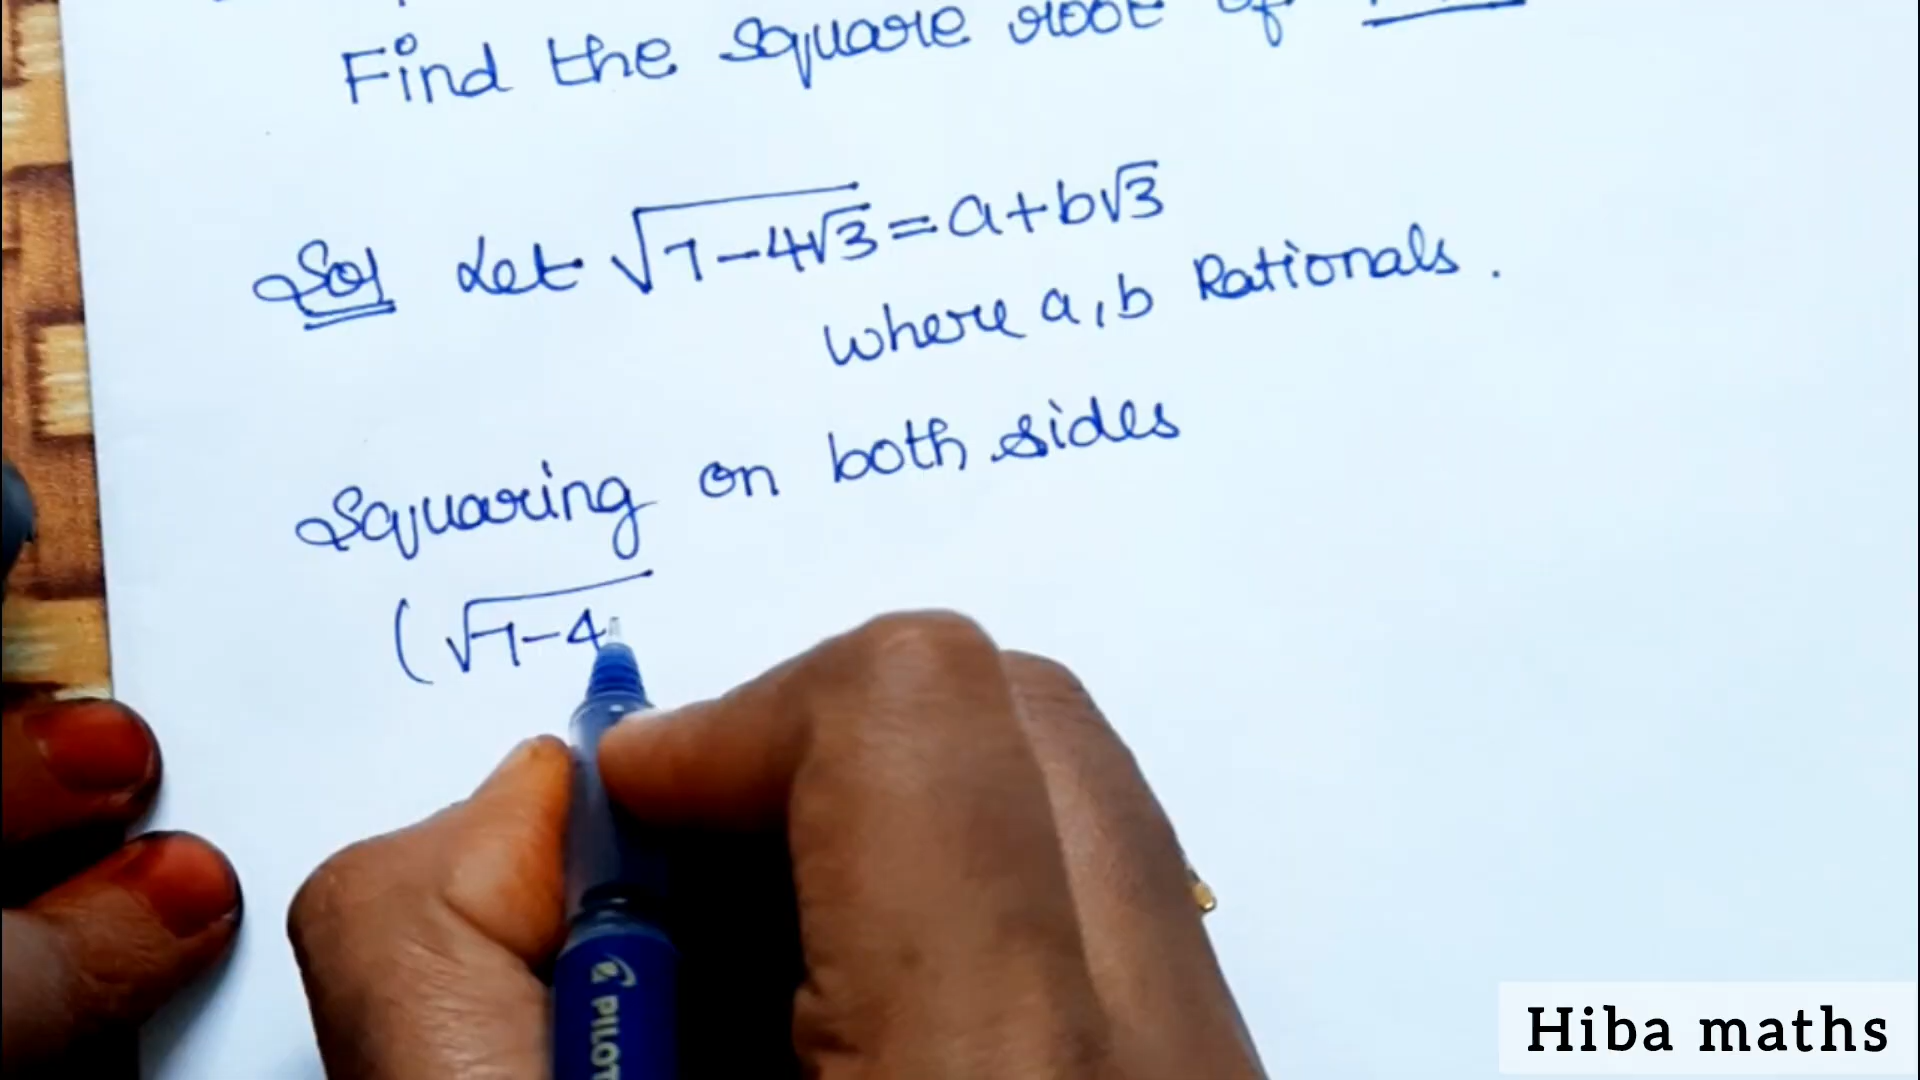 Find the square root of
Sol Let √7-4√3 = a+b√3
where a, b Rationals.
Squaring on both sides
(√7-4
PILOT
Hiba maths